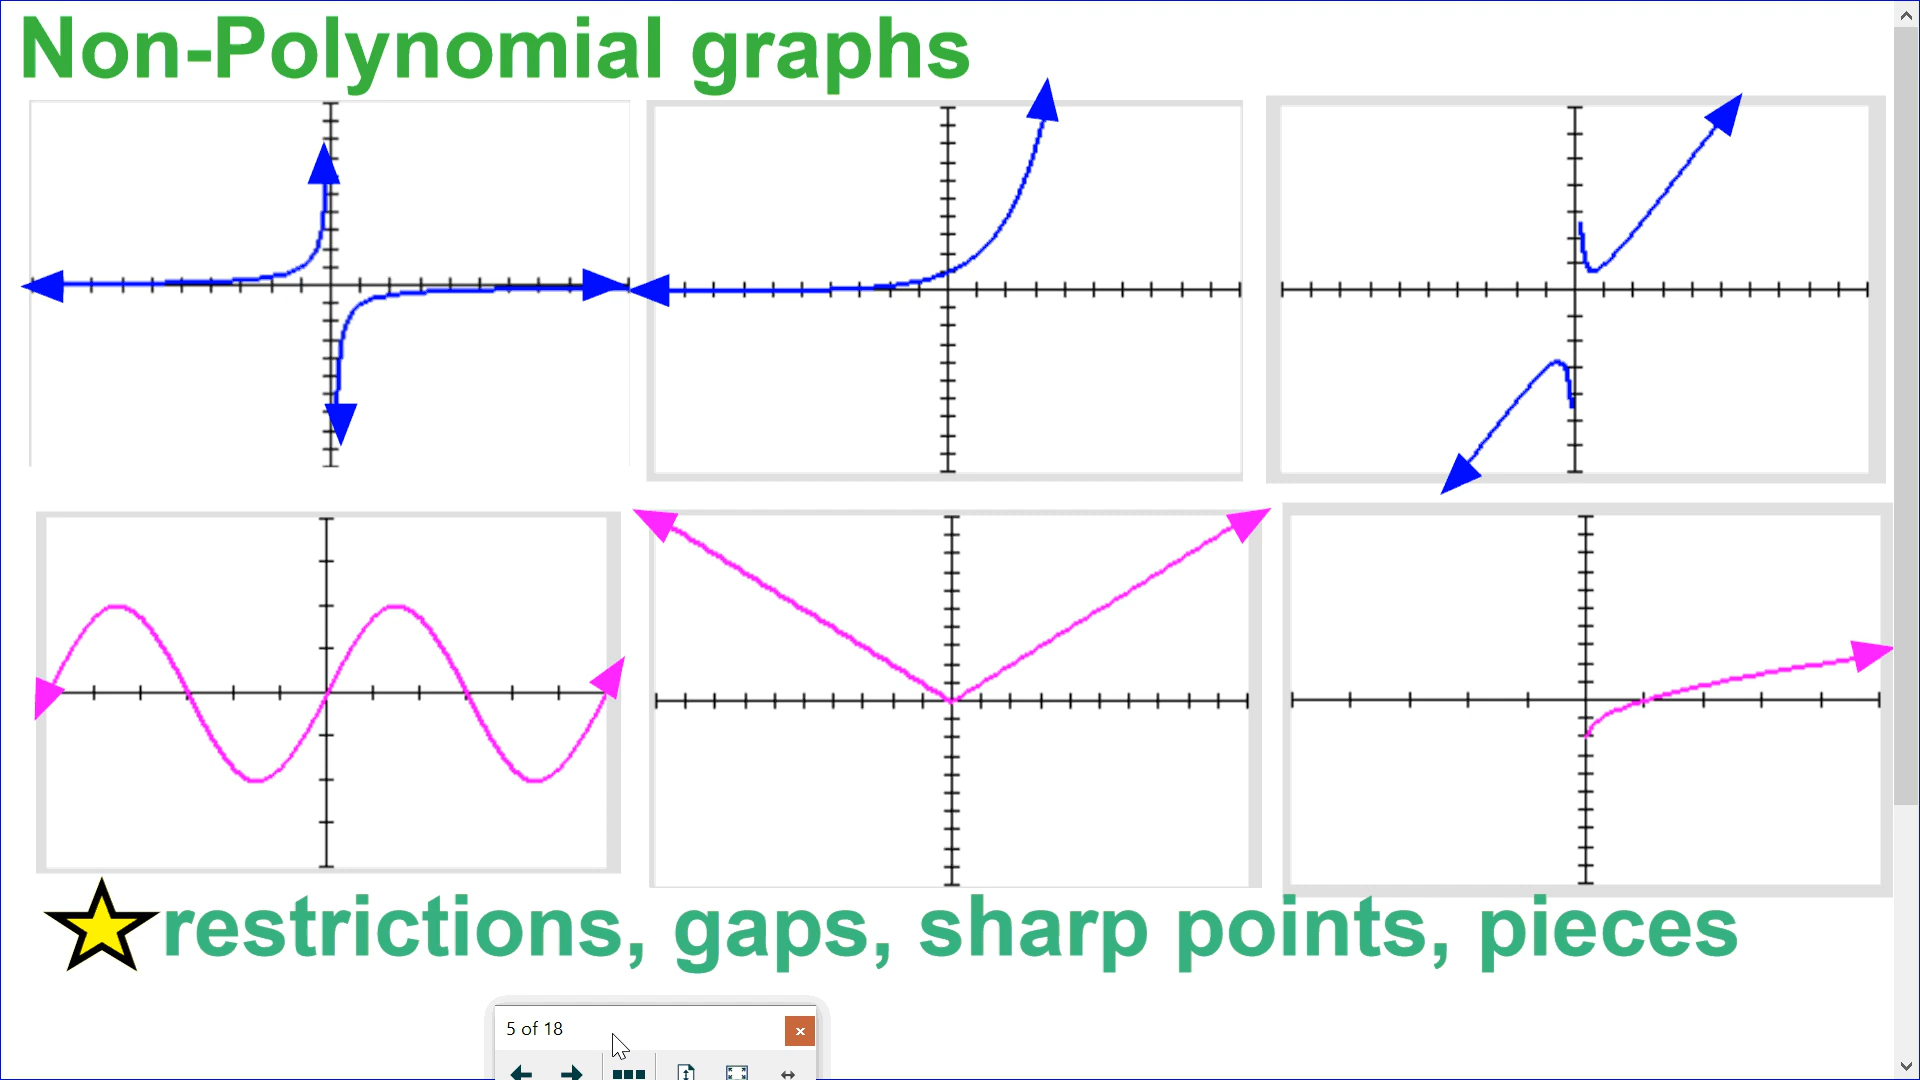 Non-Polynomial graphs
restrictions, gaps, sharp points, pieces
5 of 18